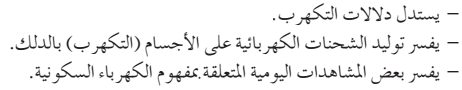 – يستدل دلالات التكهرب.
– يفسر توليد الشحنات الكهربائية على الأجسام (التكهرب) بالدلك.
– يفسر بعض المشاهدات اليومية المتعلقة بمفهوم الكهرباء السكونية.